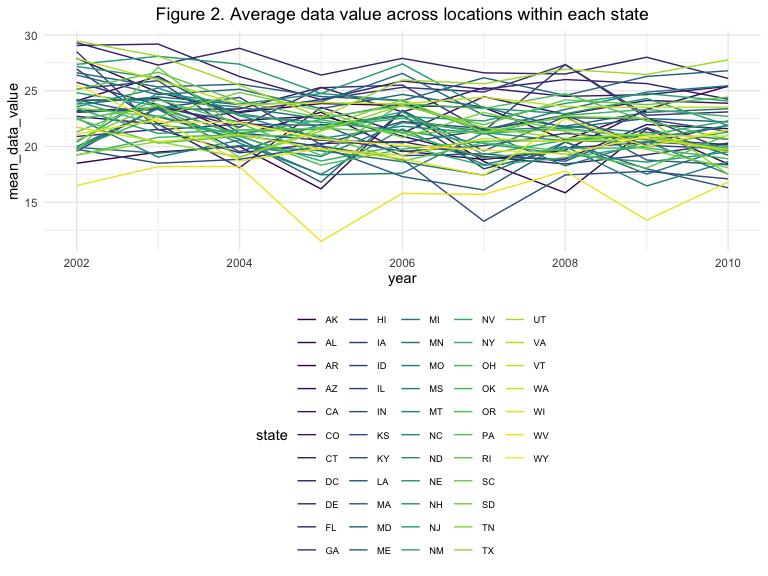 Figure 2. Average data value across locations within each state
mean_data_value
30
25
20
15
2002 2004 2006 2008 2010
year
state
AK HI MI NV UT
AL IA MN NY VA
AR ID MO OH VT
AZ IL MS OK WA
CA IN MT OR WI
CO KS NC PA WV
CT KY ND RI WY
DC LA NE SC
DE MA NH SD
FL MD NJ TN
GA ME NM TX